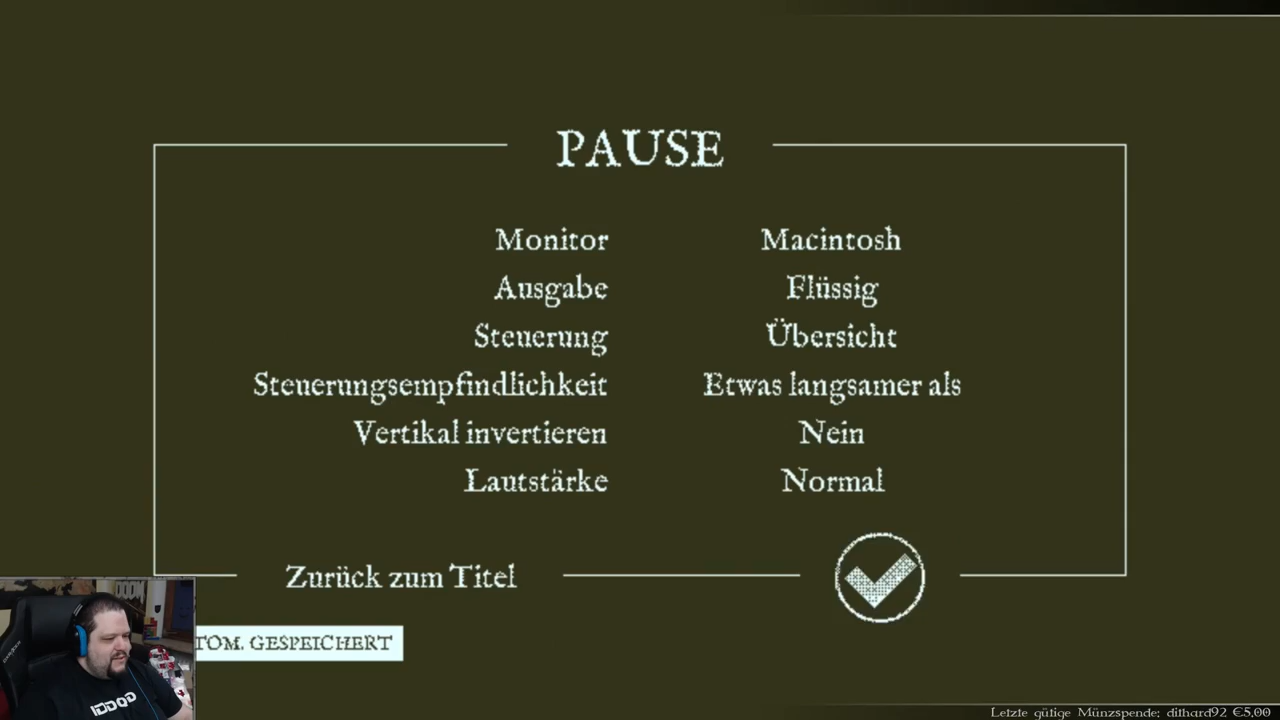 PAUSE
Monitor Macintosh
Ausgabe Flüssig
Steuerung Übersicht
Steuerungsempfindlichkeit Etwas langsamer als
Vertikal invertieren Nein
Lautstärke Normal
Zurück zum Titel
TOM. GESPEICHERT
IDDQD
Letzte gütige Münzspende: dithard92 €5,00